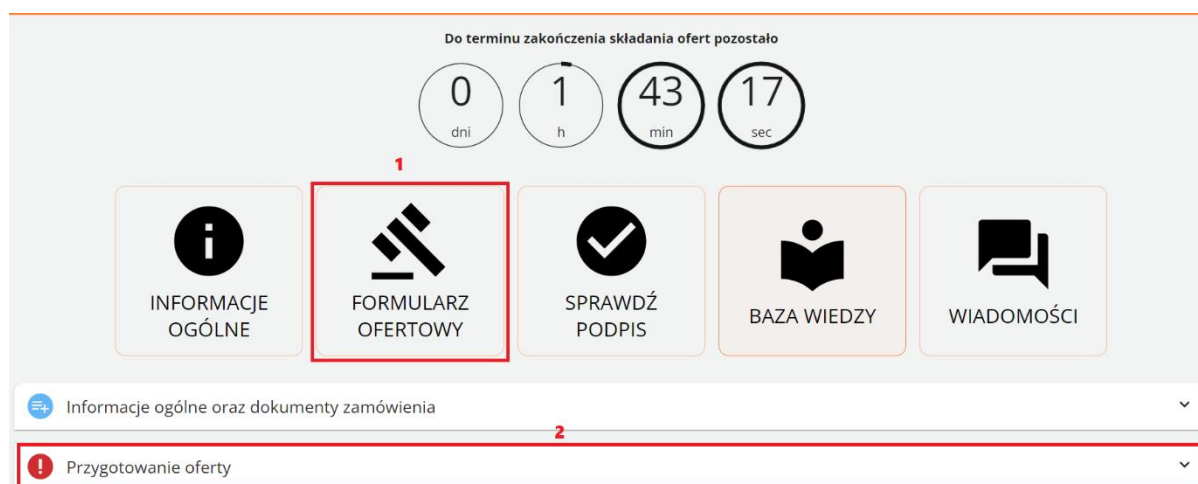 Do terminu zakończenia składania ofert pozostało
0
dni
1
h
43
min
17
sec
1
INFORMACJE
OGÓLNE
FORMULARZ
OFERTOWY
SPRAWDŹ
PODPIS
BAZA WIEDZY
WIADOMOŚCI
Informacje ogólne oraz dokumenty zamówienia
2
Przygotowanie oferty